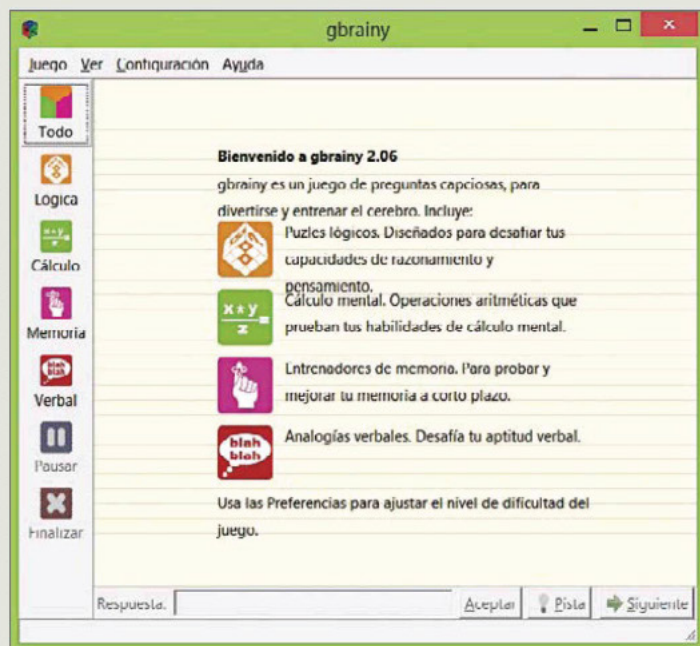 gbrainy
Juego Ver Configuración Ayuda
Todo
Lógica
Cálculo
Memoria
Verbal
Pausar
Finalizar
Bienvenido a gbrainy 2.06
gbrainy es un juego de preguntas capciosas, para
divertirse y entrenar el cerebro. Incluye:
Puzles lógicos. Diseñados para desafiar tus
capacidades de razonamiento y
pensamiento.
x * y
z =
Cálculo mental. Operaciones aritméticas que
prueban tus habilidades de cálculo mental.
Entrenadores de memoria. Para probar y
mejorar tu memoria a corto plazo.
blah
blah
Analogías verbales. Desafía tu aptitud verbal.
Usa las Preferencias para ajustar el nivel de dificultad del
juego.
Respuesta: Aceptar Pista Siguiente